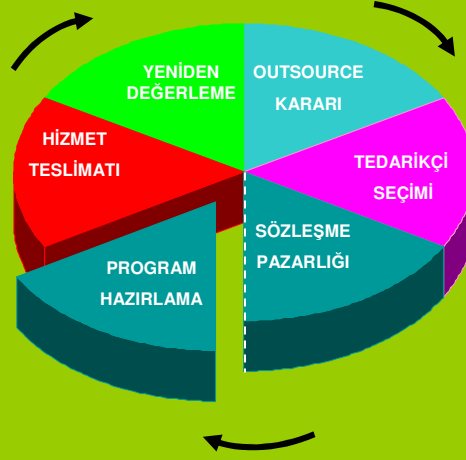 YENİDEN
DEĞERLEME
OUTSOURCE
KARARI
TEDARİKÇİ
SEÇİMİ
SÖZLEŞME
PAZARLIĞI
PROGRAM
HAZIRLAMA
HİZMET
TESLİMATI